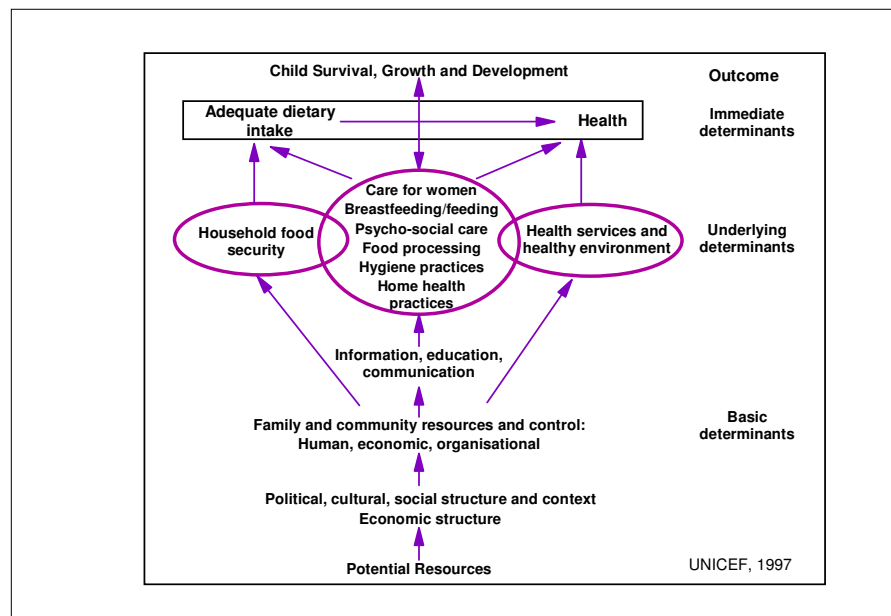 Child Survival, Growth and Development
Outcome
Adequate dietary
intake
Health
Immediate
determinants
Care for women
Breastfeeding/feeding
Psycho-social care
Food processing
Hygiene practices
Home health
practices
Household food
security
Health services and
healthy environment
Underlying
determinants
Information, education,
communication
Family and community resources and control:
Human, economic, organisational
Basic
determinants
Political, cultural, social structure and context
Economic structure
Potential Resources
UNICEF, 1997